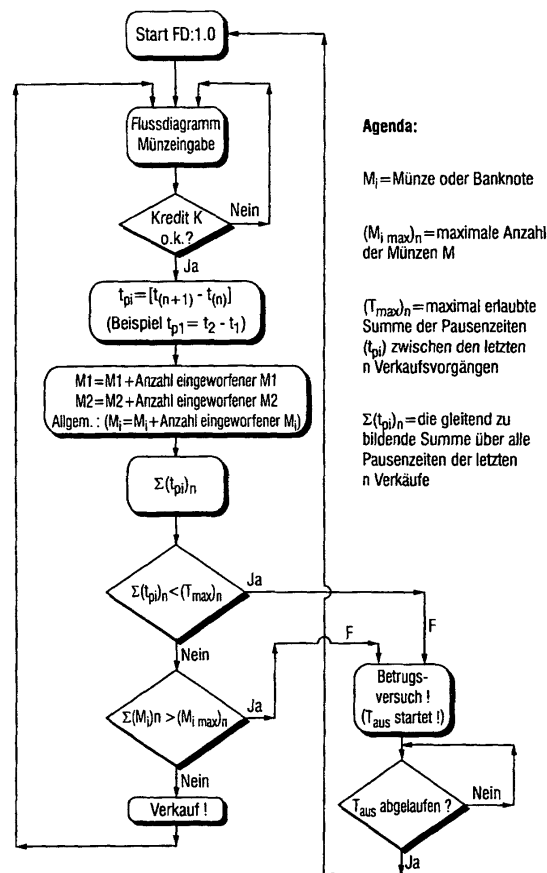 Start FD:1.0
Flussdiagramm
Münzeingabe
Kredit K
o.k.?
Nein
Ja
t_pi=[t_(n+1) - t_(n)]
(Beispiel t_p1= t_2 - t_1)
M1=M1+Anzahl eingeworfener M1
M2=M2+Anzahl eingeworfener M2
Allgem.: (M_i=M_i+Anzahl eingeworfener M_i)
Σ(t_pi)_n
Σ(t_pi)_n<(T_max)_n
Ja
Nein
F
F
Σ(M_i)n>(M_i max)_n
Ja
Nein
Verkauf !
Betrugs-
versuch !
(T_aus startet !)
T_aus abgelaufen ?
Nein
Ja
Agenda:
M_i=Münze oder Banknote
(M_i max)_n=maximale Anzahl
der Münzen M
(T_max)_n=maximal erlaubte
Summe der Pausenzeiten
(t_pi) zwischen den letzten
n Verkaufsvorgängen
Σ(t_pi)_n=die gleitend zu
bildende Summe über alle
Pausenzeiten der letzten
n Verkäufe